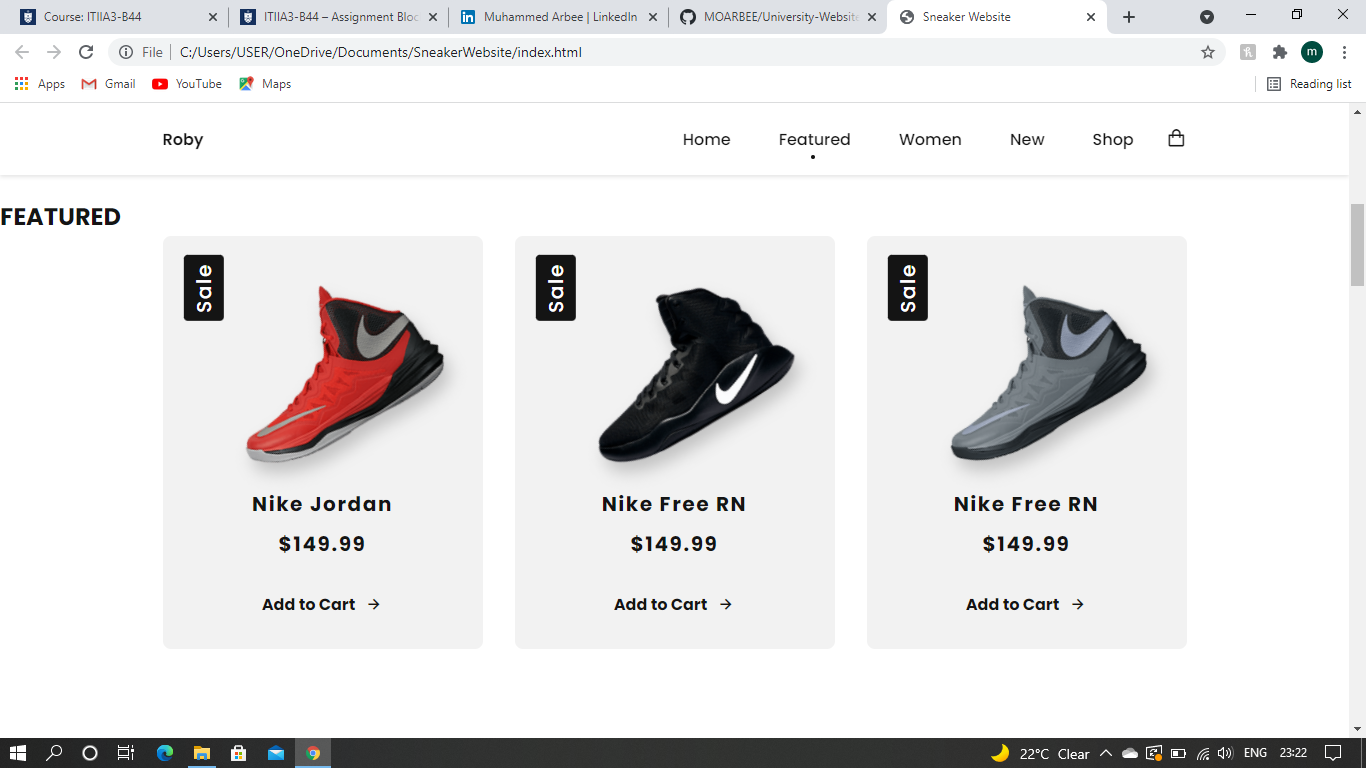 Course: ITIIA3-B44
ITIIA3-B44 – Assignment Bloc
Muhammed Arbee | LinkedIn
MOARBEE/University-Website
Sneaker Website
File
C:/Users/USER/OneDrive/Documents/SneakerWebsite/index.html
m
Apps
Gmail
YouTube
Maps
Reading list
Roby
Home
Featured
Women
New
Shop
FEATURED
Sale
Sale
Sale
Nike Jordan
Nike Free RN
Nike Free RN
$149.99
$149.99
$149.99
Add to Cart →
Add to Cart →
Add to Cart →
22°C Clear
ENG
23:22